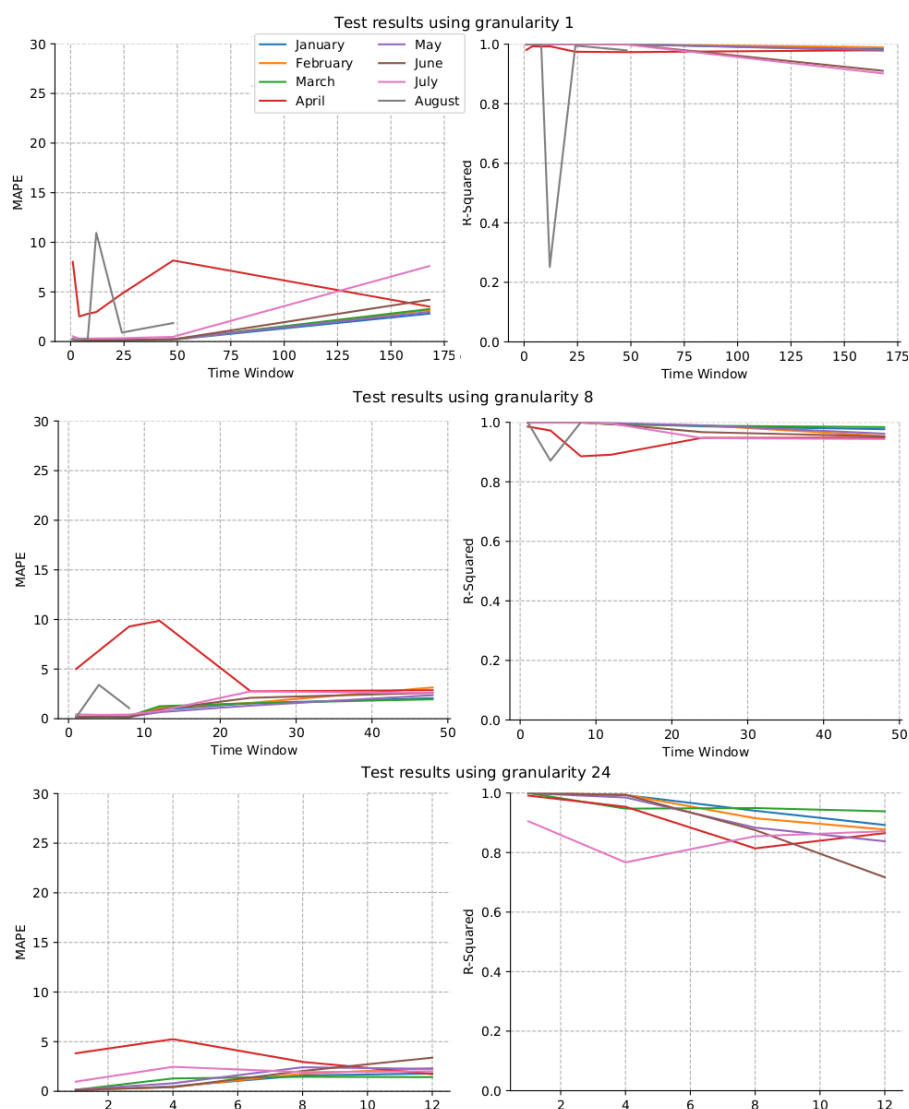 Test results using granularity 1
30
25
20
15
10
5
0
MAPE
0 25 50 75 100 125 150 175
Time Window
January
February
March
April
May
June
July
August
1.0
0.8
0.6
0.4
0.2
0.0
R-Squared
0 25 50 75 100 125 150 175
Time Window
Test results using granularity 8
30
25
20
15
10
5
0
MAPE
0 10 20 30 40 50
Time Window
1.0
0.8
0.6
0.4
0.2
0.0
R-Squared
0 10 20 30 40 50
Time Window
Test results using granularity 24
30
25
20
15
10
5
0
MAPE
2 4 6 8 10 12
1.0
0.8
0.6
0.4
0.2
0.0
R-Squared
2 4 6 8 10 12